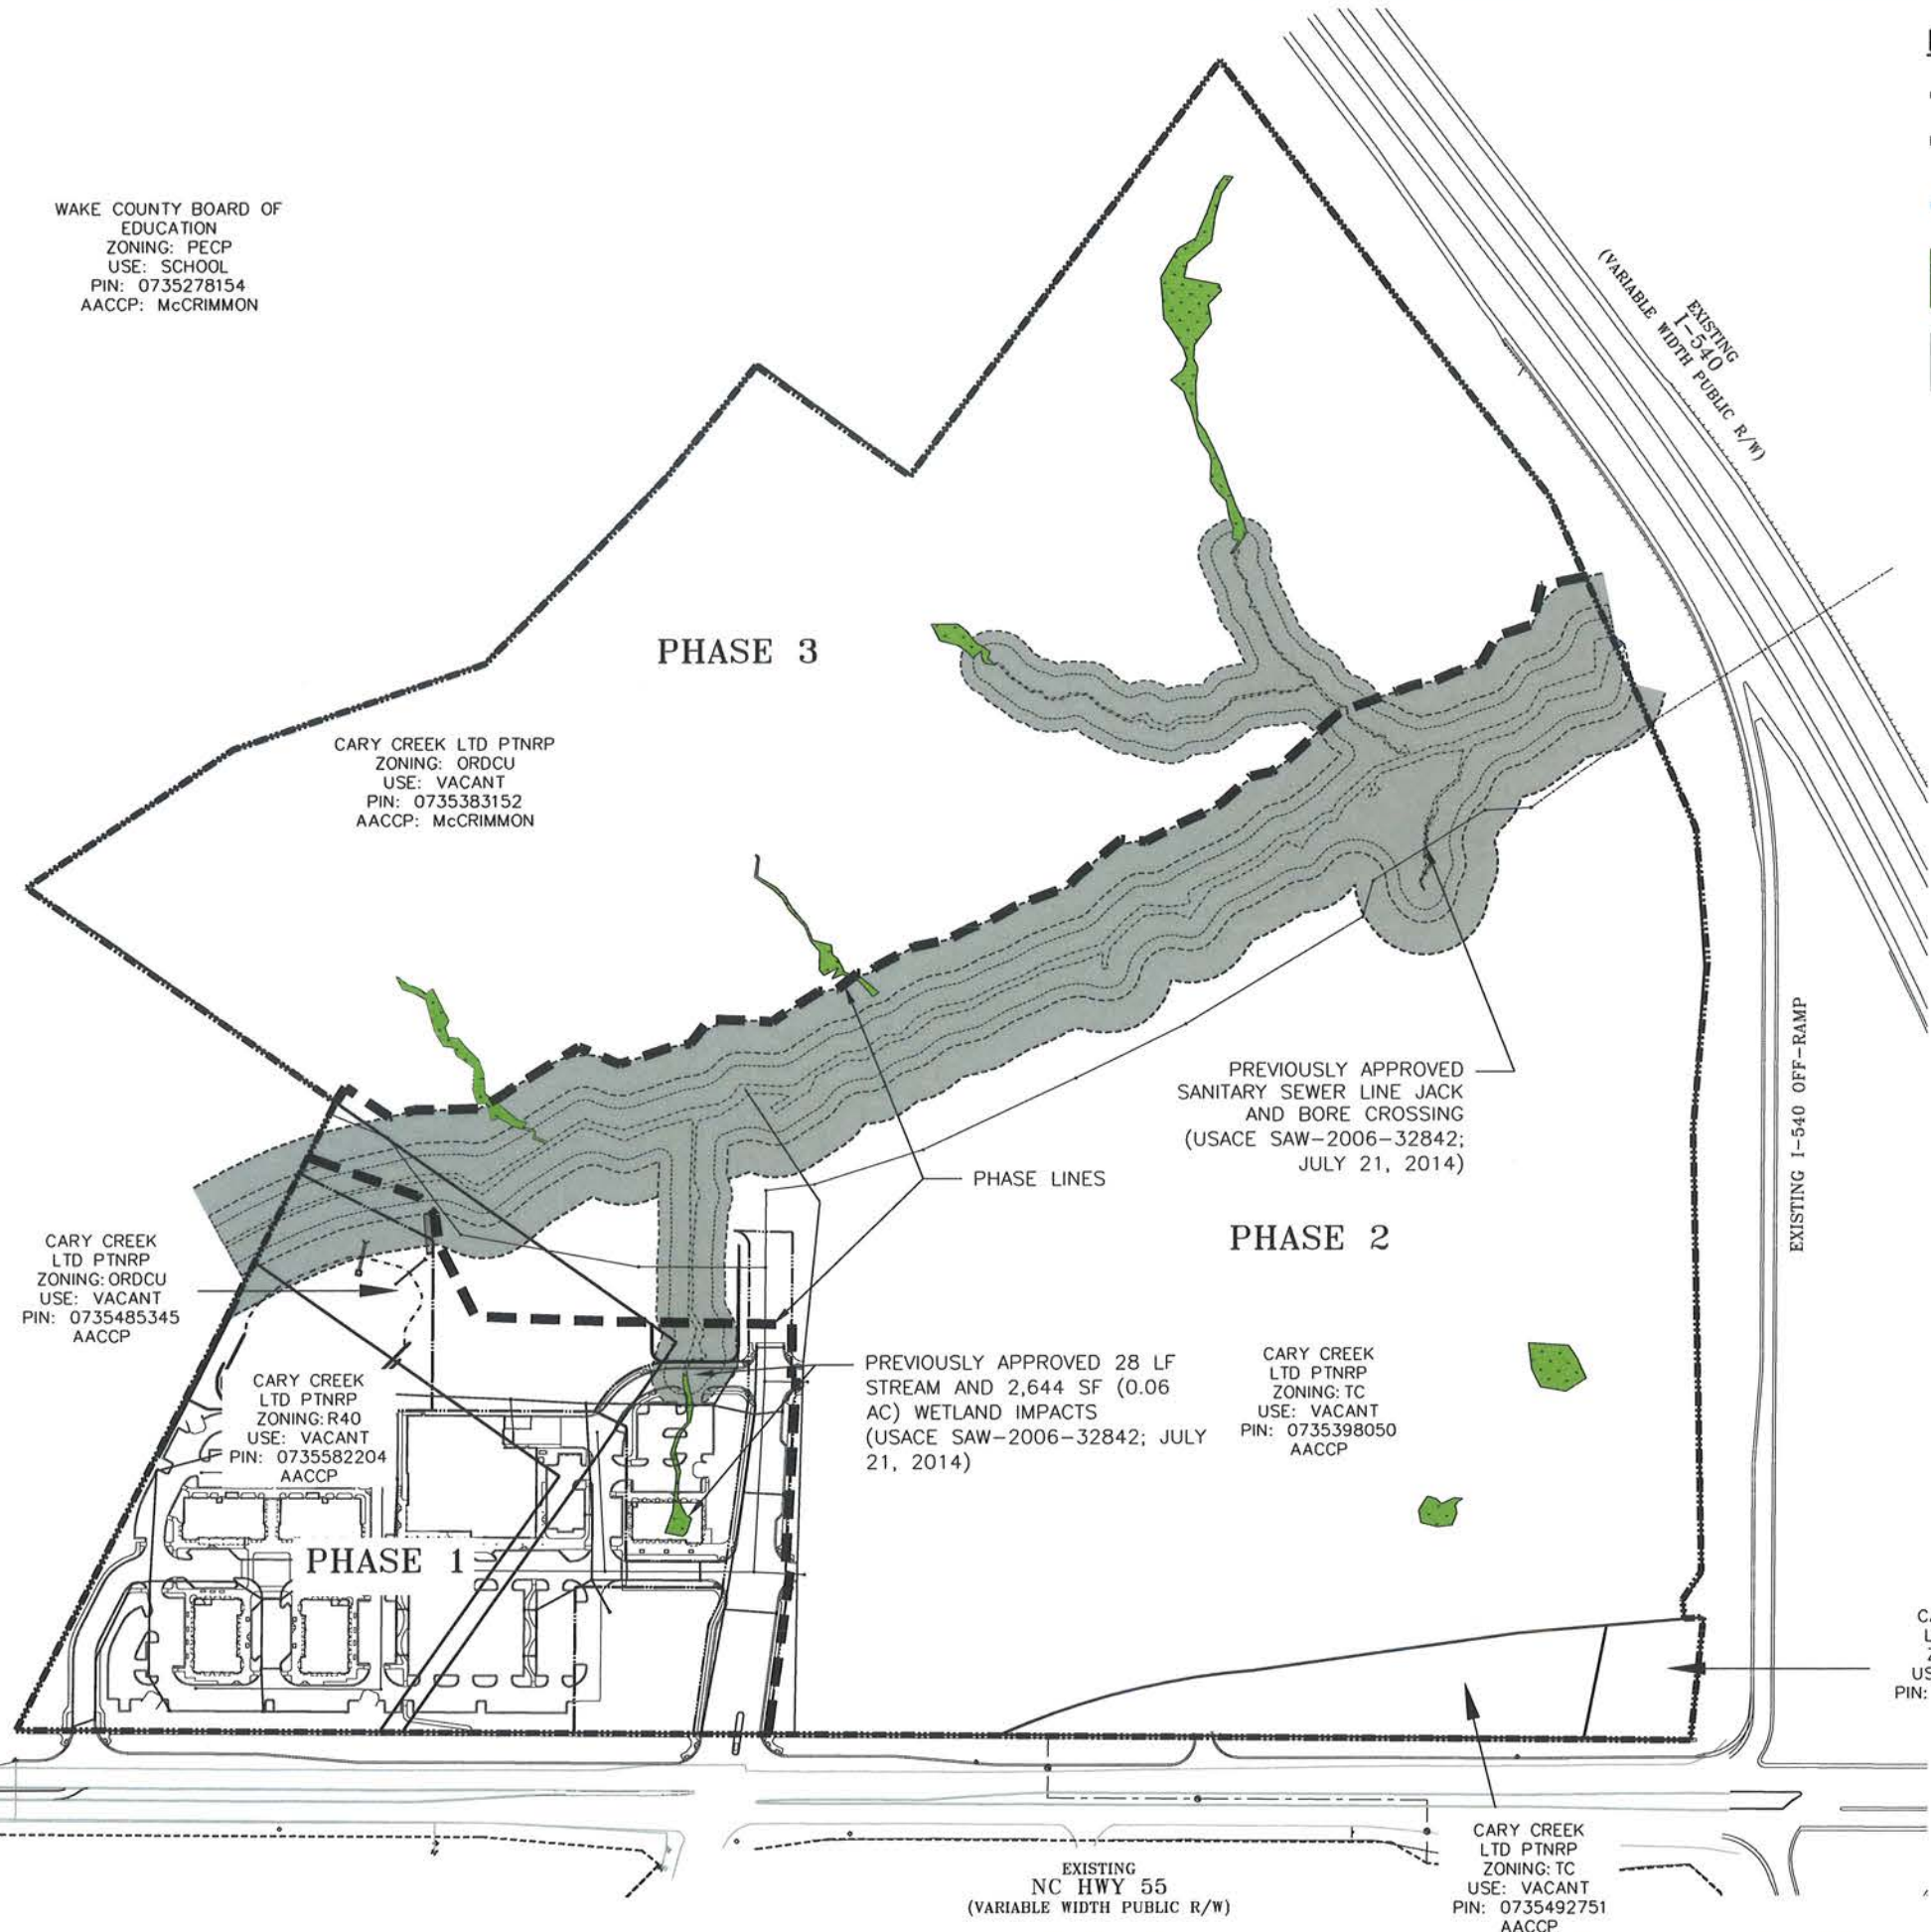 WAKE COUNTY BOARD OF
EDUCATION
ZONING: PECP
USE: SCHOOL
PIN: 0735278154
AACCP: McCRIMMON
EXISTING
I-540
(VARIABLE WIDTH PUBLIC R/W)
PHASE 3
CARY CREEK LTD PTNRP
ZONING: ORDCU
USE: VACANT
PIN: 0735383152
AACCP: McCRIMMON
PREVIOUSLY APPROVED
SANITARY SEWER LINE JACK
AND BORE CROSSING
(USACE SAW-2006-32842;
JULY 21, 2014)
EXISTING I-540 OFF-RAMP
PHASE LINES
PHASE 2
CARY CREEK
LTD PTNRP
ZONING: ORDCU
USE: VACANT
PIN: 0735485345
AACCP
PREVIOUSLY APPROVED 28 LF
STREAM AND 2,644 SF (0.06
AC) WETLAND IMPACTS
(USACE SAW-2006-32842; JULY
21, 2014)
CARY CREEK
LTD PTNRP
ZONING: TC
USE: VACANT
PIN: 0735398050
AACCP
CARY CREEK
LTD PTNRP
ZONING: R40
USE: VACANT
PIN: 0735582204
AACCP
PHASE 1
PIN:
CARY CREEK
LTD PTNRP
ZONING: TC
USE: VACANT
PIN: 0735492751
AACCP
EXISTING
NC HWY 55
(VARIABLE WIDTH PUBLIC R/W)